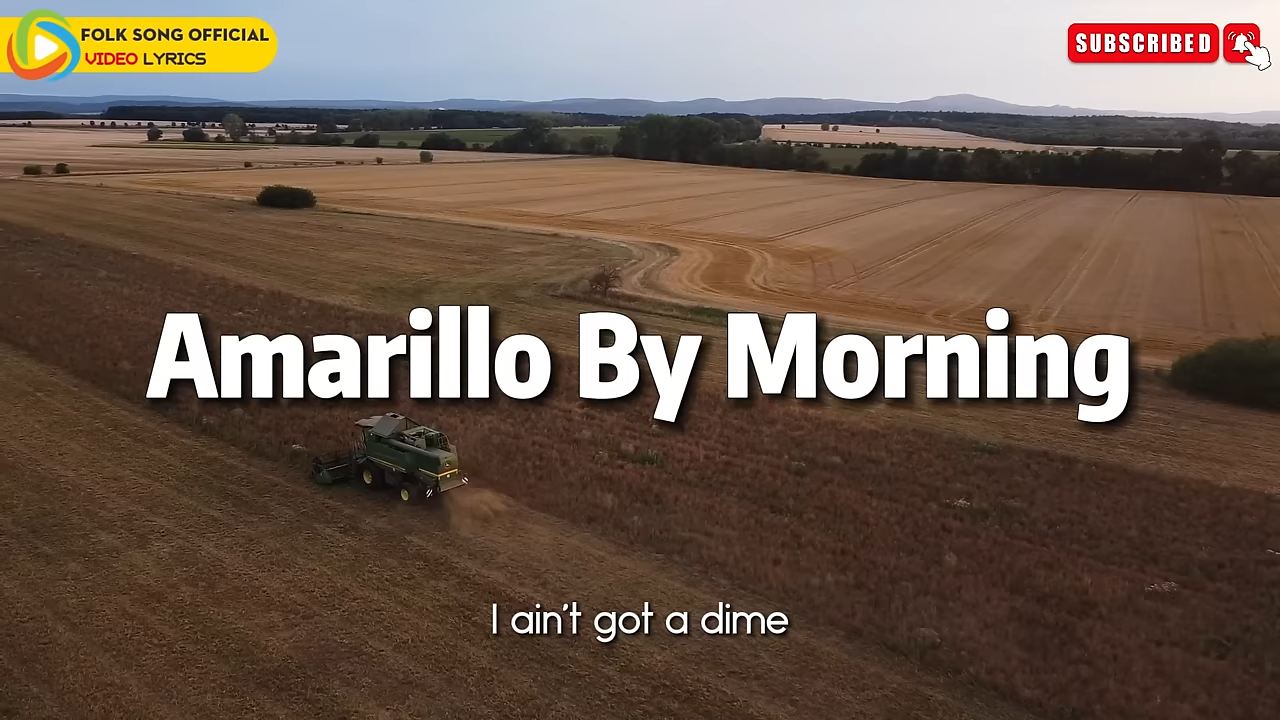 FOLK SONG OFFICIAL
VIDEO LYRICS
SUBSCRIBED
Amarillo By Morning
I ain't got a dime